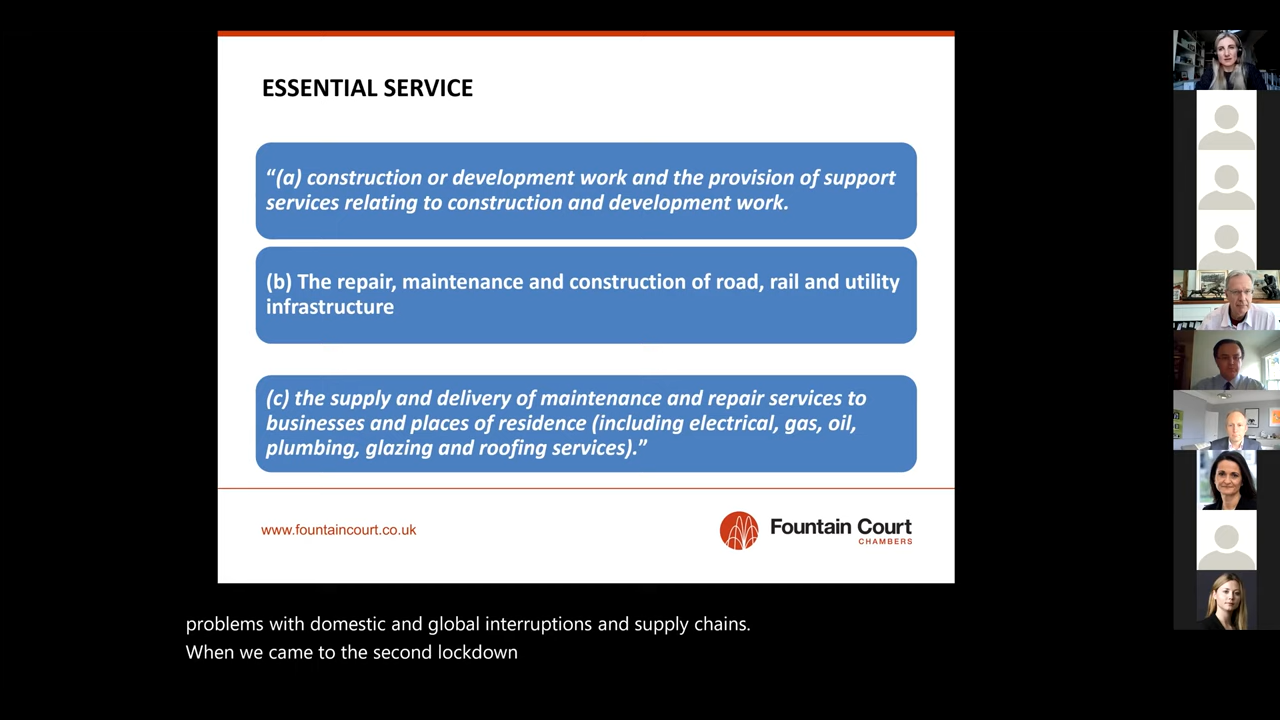 ESSENTIAL SERVICE
“(a) construction or development work and the provision of support
services relating to construction and development work.
(b) The repair, maintenance and construction of road, rail and utility
infrastructure
(c) the supply and delivery of maintenance and repair services to
businesses and places of residence (including electrical, gas, oil,
plumbing, glazing and roofing services).”
www.fountaincourt.co.uk
Fountain Court
CHAMBERS
problems with domestic and global interruptions and supply chains.
When we came to the second lockdown